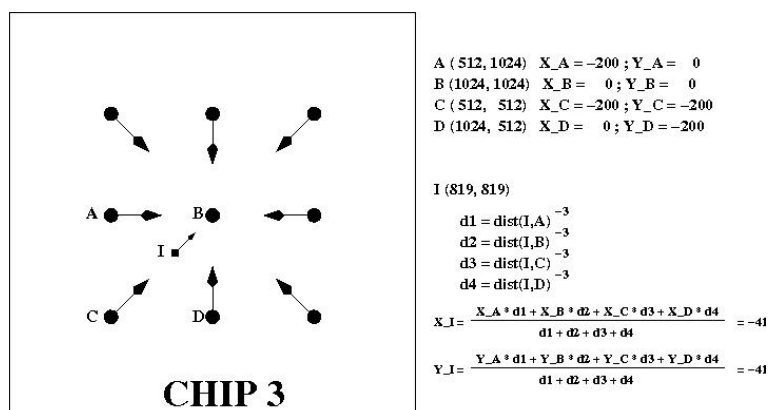 A ( 512, 1024) X_A = −200 ; Y_A = 0
B (1024, 1024) X_B = 0 ; Y_B = 0
C ( 512, 512) X_C = −200 ; Y_C = −200
D (1024, 512) X_D = 0 ; Y_D = −200
A
B
I
C
D
CHIP 3
I (819, 819)
d1 = dist(I,A) −3
d2 = dist(I,B) −3
d3 = dist(I,C) −3
d4 = dist(I,D) −3
X_I = X_A * d1 + X_B * d2 + X_C * d3 + X_D * d4 / d1 + d2 + d3 + d4 = −41
Y_I = Y_A * d1 + Y_B * d2 + Y_C * d3 + Y_D * d4 / d1 + d2 + d3 + d4 = −41